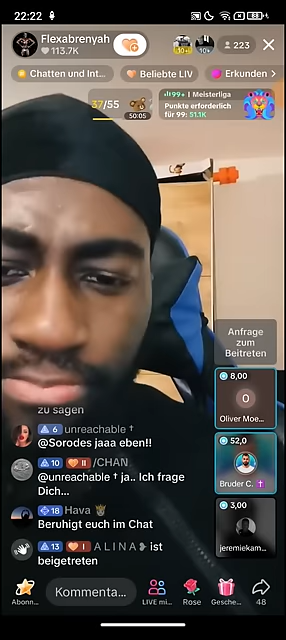 22:22
88
Flexabrenyah
113.7K
10+
10+
223
Chatten und Int...
Beliebte LIV
Erkunden
37/55
50:05
99+ | Meisterliga
Punkte erforderlich
für 99: 51.1K
Anfrage
zum
Beitreten
8,00
O
Oliver Moe...
52,0
Bruder C. ✝
3,00
jeremiekam...
zu sagen
6 unreachable †
@Sorodes jaaa eben!!
10 II /CHAN
@unreachable † ja.. Ich frage
Dich...
18 Hava
Beruhigt euch im Chat
13 I A L I N A ist
beigetreten
Abonn...
Kommenta...
LIVE mi...
Rose
Gesche...
48